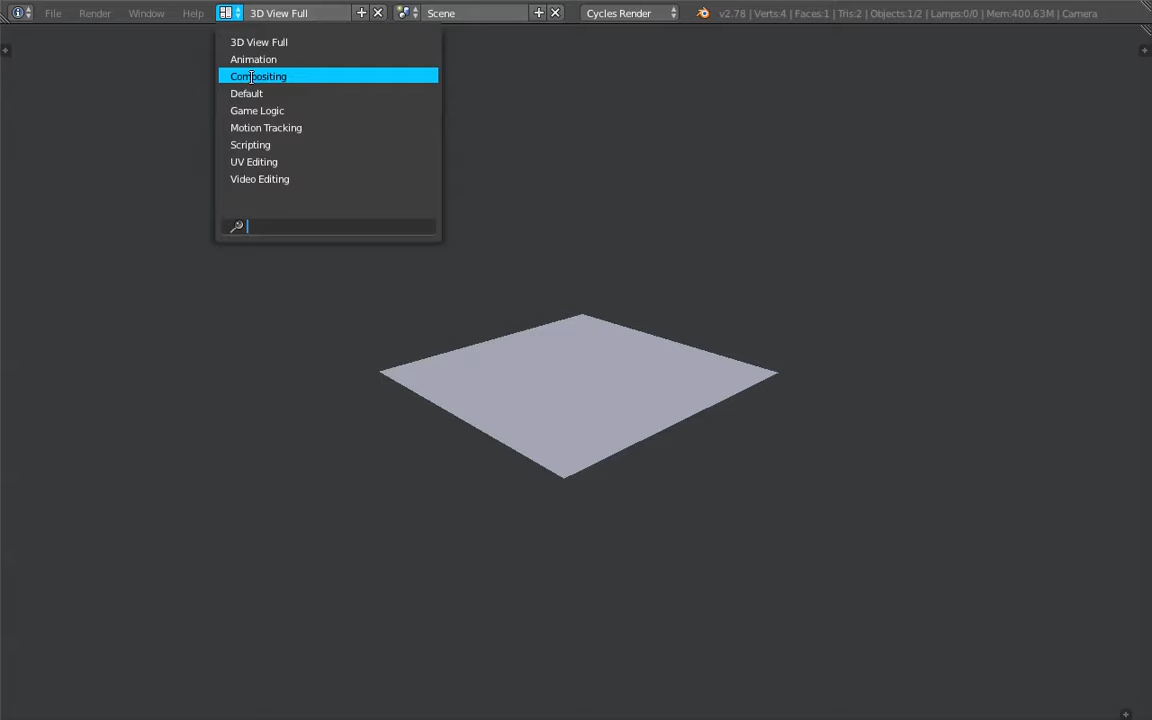 File Render Window Help 3D View Full Scene Cycles Render v2.78 | Verts:4 | Faces:1 | Tris:2 | Objects:1/2 | Lamps:0/0 | Mem:400.63M | Camera
3D View Full
Animation
Compositing
Default
Game Logic
Motion Tracking
Scripting
UV Editing
Video Editing